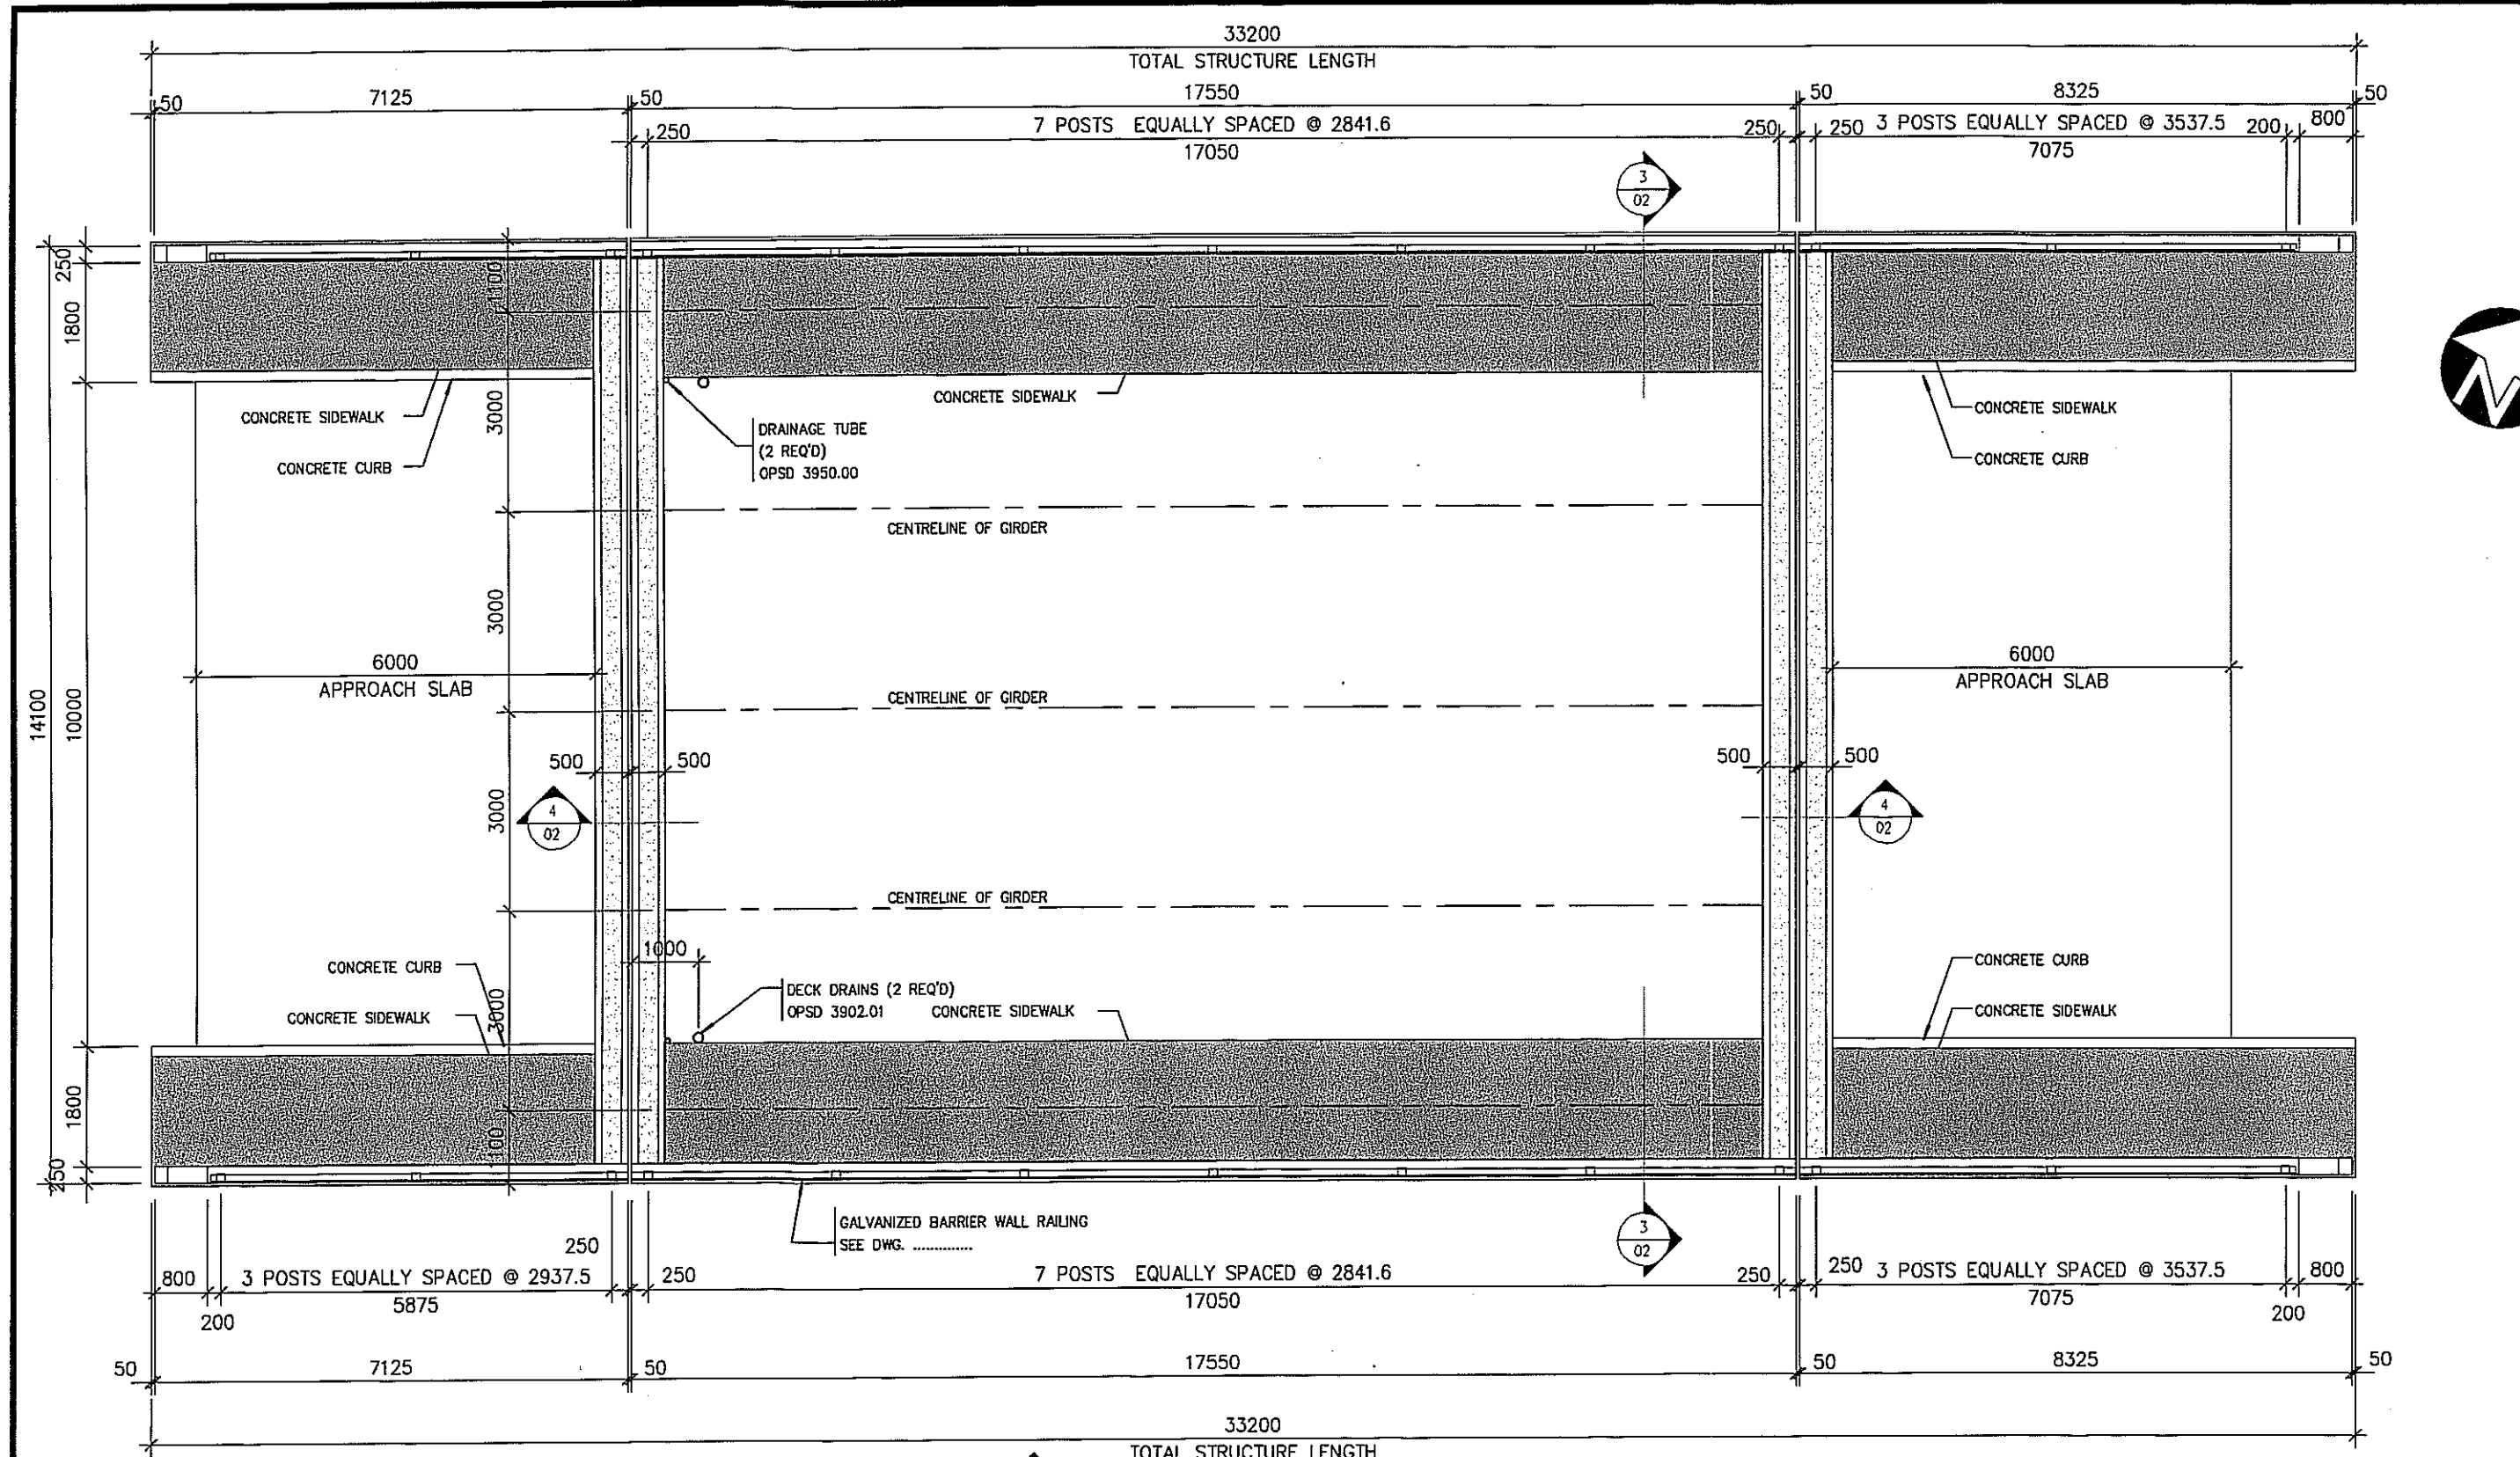 33200
TOTAL STRUCTURE LENGTH
50 7125 50 17550 50 8325 50
250 7 POSTS EQUALLY SPACED @ 2841.6 250 250 3 POSTS EQUALLY SPACED @ 3537.5 200 800
17050 7075
3
02
250
1100
1800
CONCRETE SIDEWALK
3000
CONCRETE SIDEWALK
CONCRETE SIDEWALK
DRAINAGE TUBE
(2 REQ'D)
OPSD 3950.00
CONCRETE CURB
CONCRETE CURB
N
CENTRELINE OF GIRDER
3000
6000
APPROACH SLAB
6000
APPROACH SLAB
14100
10000
CENTRELINE OF GIRDER
500 500 500 500
3000
4
02
4
02
CENTRELINE OF GIRDER
1000
CONCRETE CURB
CONCRETE CURB
3000
DECK DRAINS (2 REQ'D)
OPSD 3902.01
CONCRETE SIDEWALK
CONCRETE SIDEWALK
CONCRETE SIDEWALK
1800
1100
250
GALVANIZED BARRIER WALL RAILING
SEE DWG. ..............
3
02
250
800 3 POSTS EQUALLY SPACED @ 2937.5 250 7 POSTS EQUALLY SPACED @ 2841.6 250 250 3 POSTS EQUALLY SPACED @ 3537.5 800
5875 17050 7075
200 200
50 7125 50 17550 50 8325 50
33200
TOTAL STRUCTURE LENGTH